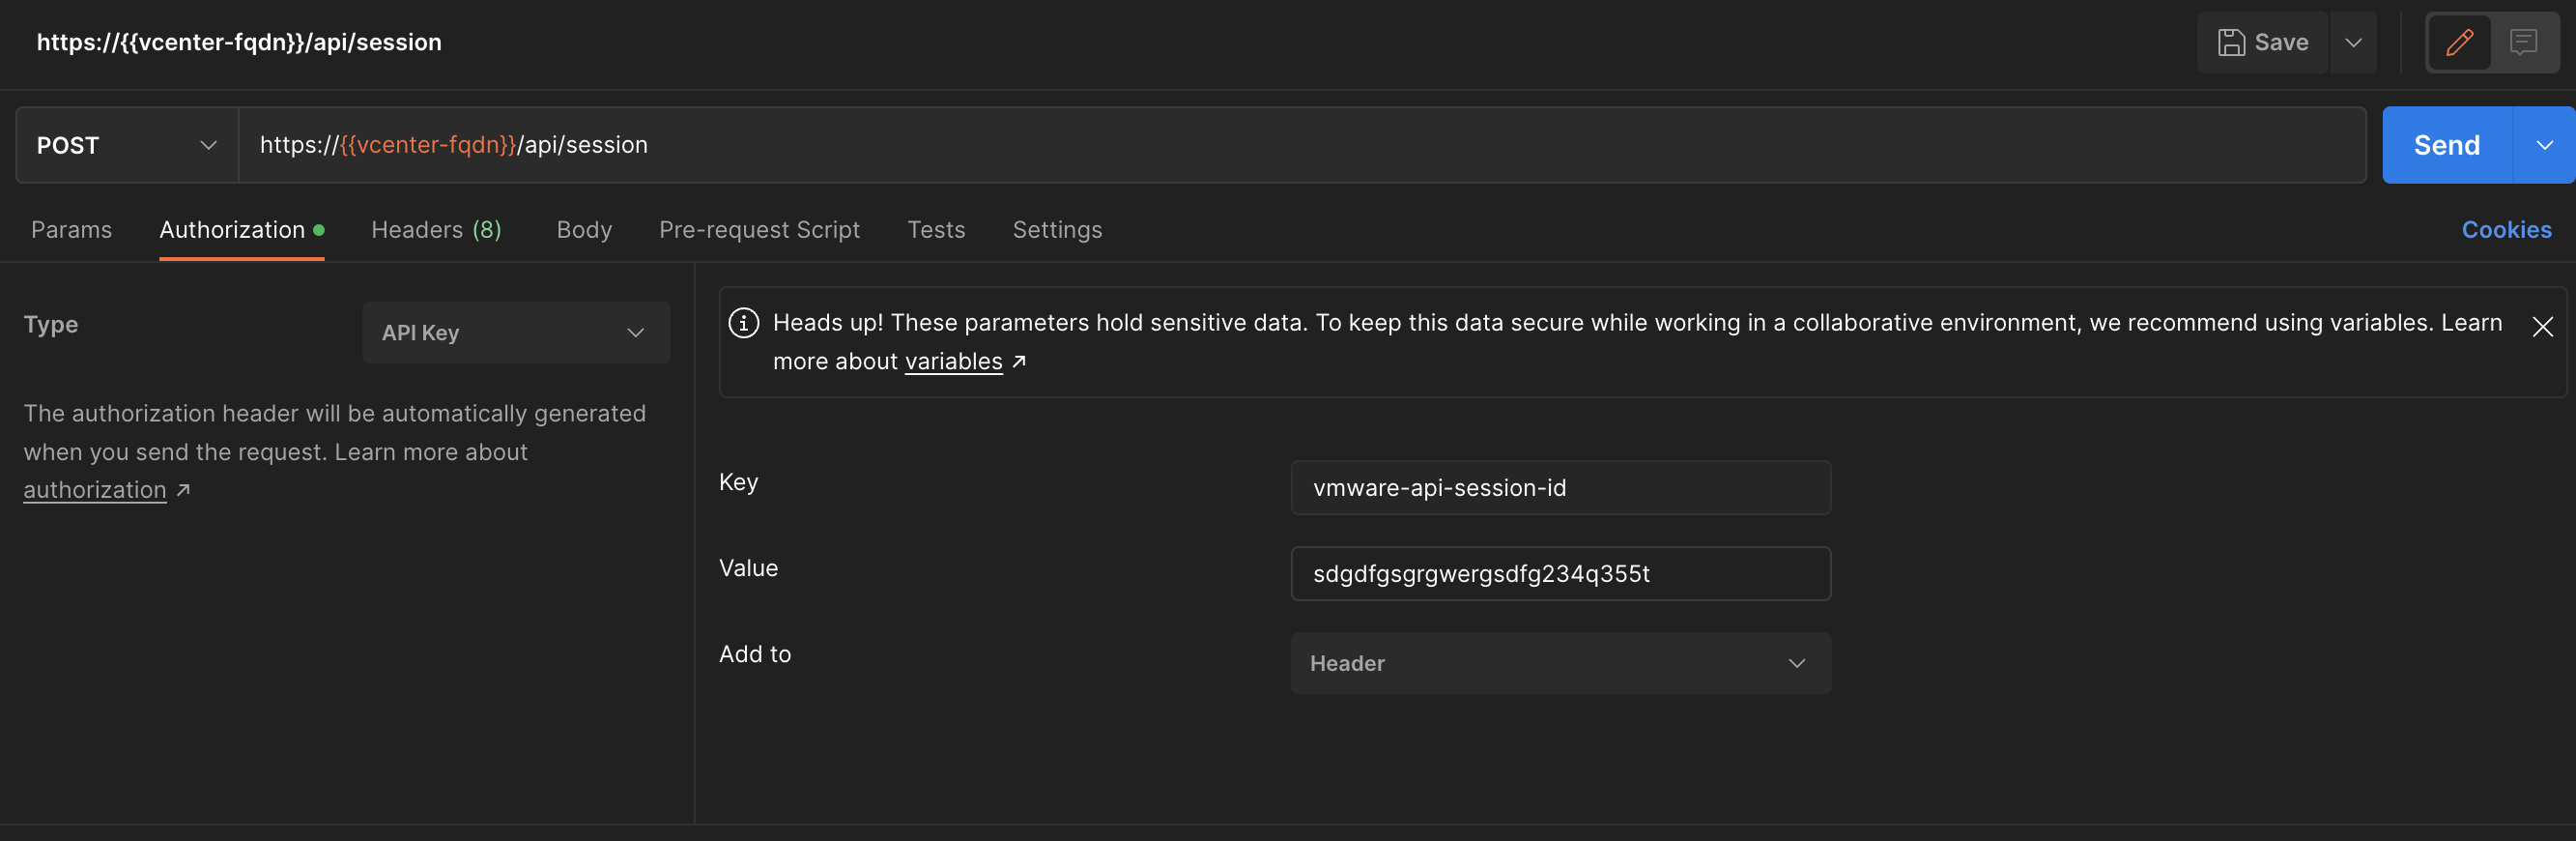 https://{{vcenter-fqdn}}/api/session
Save
POST
https://{{vcenter-fqdn}}/api/session
Send
Params
Authorization
Headers (8)
Body
Pre-request Script
Tests
Settings
Cookies
Type
API Key
The authorization header will be automatically generated
when you send the request. Learn more about
authorization ↗
Heads up! These parameters hold sensitive data. To keep this data secure while working in a collaborative environment, we recommend using variables. Learn
more about variables ↗
Key
vmware-api-session-id
Value
sdgdfgsgrgwergsdfg234q355t
Add to
Header